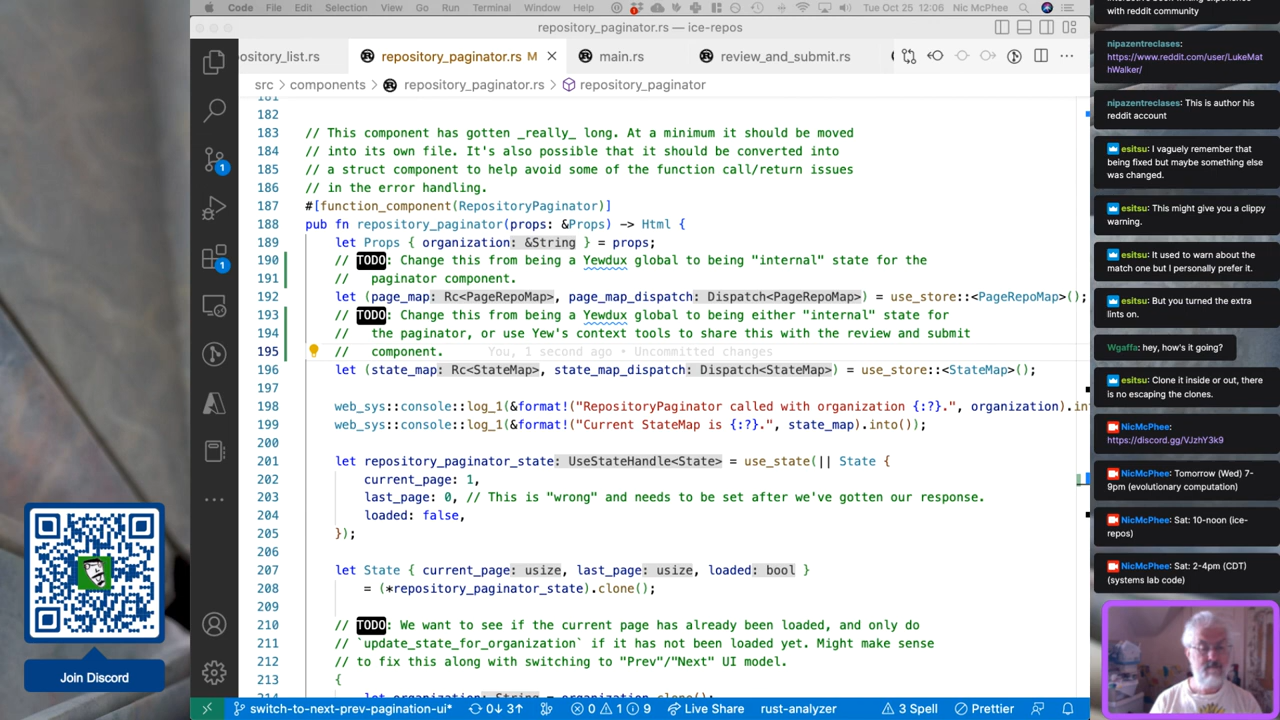 Code File Edit Selection View Go Run Terminal Window Help Tue Oct 25 12:06 Nic McPhee
repository_paginator.rs — ice-repos
ository_list.rs repository_paginator.rs M main.rs review_and_submit.rs
src > components > repository_paginator.rs > repository_paginator
181
182
183 // This component has gotten _really_ long. At a minimum it should be moved
184 // into its own file. It's also possible that it should be converted into
185 // a struct component to help avoid some of the function call/return issues
186 // in the error handling.
187 #[function_component(RepositoryPaginator)]
188 pub fn repository_paginator(props: &Props) -> Html {
189 let Props { organization: &String } = props;
190 // TODO: Change this from being a Yewdux global to being "internal" state for the
191 // paginator component.
192 let (page_map: Rc<PageRepoMap>, page_map_dispatch: Dispatch<PageRepoMap>) = use_store::<PageRepoMap>();
193 // TODO: Change this from being a Yewdux global to being either "internal" state for
194 // the paginator, or use Yew's context tools to share this with the review and submit
195 // component. You, 1 second ago • Uncommitted changes
196 let (state_map: Rc<StateMap>, state_map_dispatch: Dispatch<StateMap>) = use_store::<StateMap>();
197
198 web_sys::console::log_1(&format!("RepositoryPaginator called with organization {:?}.", organization).in
199 web_sys::console::log_1(&format!("Current StateMap is {:?}.", state_map).into());
200
201 let repository_paginator_state: UseStateHandle<State> = use_state(|| State {
202 current_page: 1,
203 last_page: 0, // This is "wrong" and needs to be set after we've gotten our response.
204 loaded: false,
205 });
206
207 let State { current_page: usize, last_page: usize, loaded: bool }
208 = (*repository_paginator_state).clone();
209
210 // TODO: We want to see if the current page has already been loaded, and only do
211 // `update_state_for_organization` if it has not been loaded yet. Might make sense
212 // to fix this along with switching to "Prev"/"Next" UI model.
213 {
214 let organization: String = organization.clone();
1
1
switch-to-next-prev-pagination-ui* 0↓ 3↑ 0 1 9 Live Share rust-analyzer 3 Spell Prettier
Join Discord
with reddit community
nipazentreclases:
https://www.reddit.com/user/LukeMat
hWalker/
nipazentreclases: This is author his
reddit account
esitsu: I vaguely remember that
being fixed but maybe something else
was changed.
esitsu: This might give you a clippy
warning.
esitsu: It used to warn about the
match one but I personally prefer it.
esitsu: But you turned the extra
lints on.
Wgaffa: hey, how's it going?
esitsu: Clone it inside or out, there
is no escaping the clones.
NicMcPhee:
https://discord.gg/VJzhY3k9
NicMcPhee: Tomorrow (Wed) 7-
9pm (evolutionary computation)
NicMcPhee: Sat: 10-noon (ice-
repos)
NicMcPhee: Sat: 2-4pm (CDT)
(systems lab code)